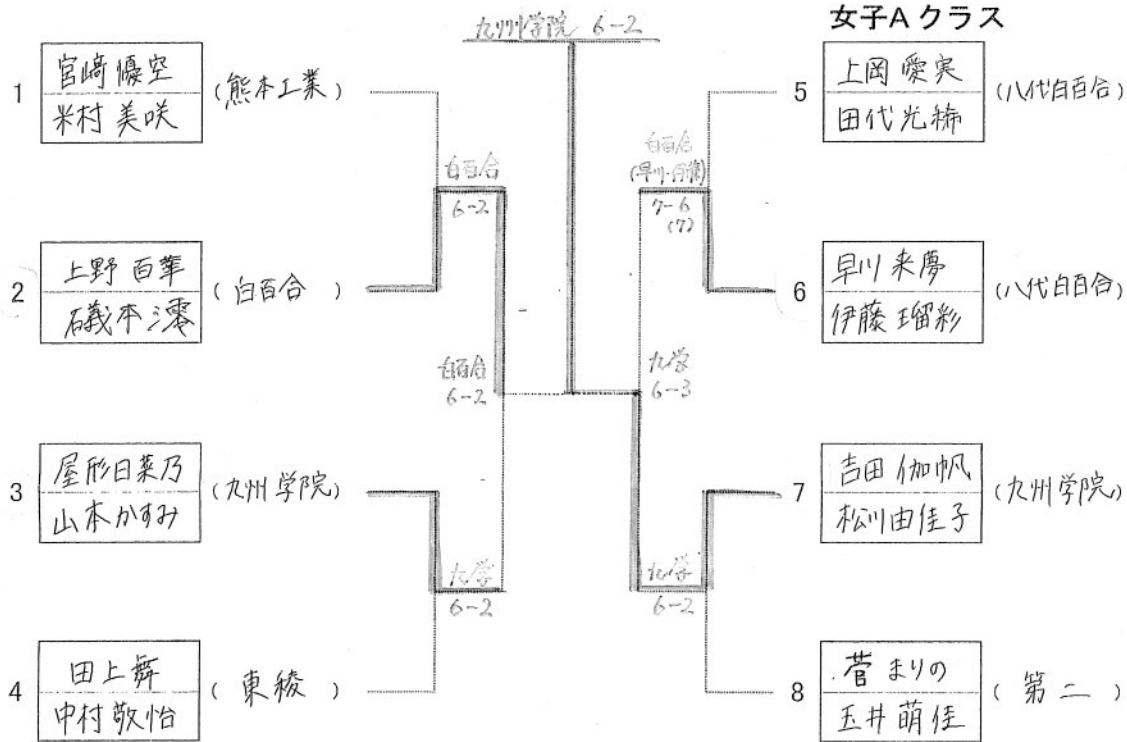 女子A クラス
九州学院 6-2
1
宮﨑優空
米村美咲
(熊本工業)
白百合
6-2
2
上野百華
礒本澪
(白百合)
白百合
6-2
3
屋形日菜乃
山本かすみ
(九州学院)
九学
6-2
4
田上舞
中村敬怡
(東稜)
-
5
上岡愛実
田代光
(八代白百合)
白百合
(早川・伊藤)
7-6
(7)
6
早川来夢
伊藤瑠彩
(八代白百合)
九学
6-3
7
吉田伽帆
松川由佳子
(九州学院)
九学
6-2
8
菅まりの
玉井萌佳
(第二)